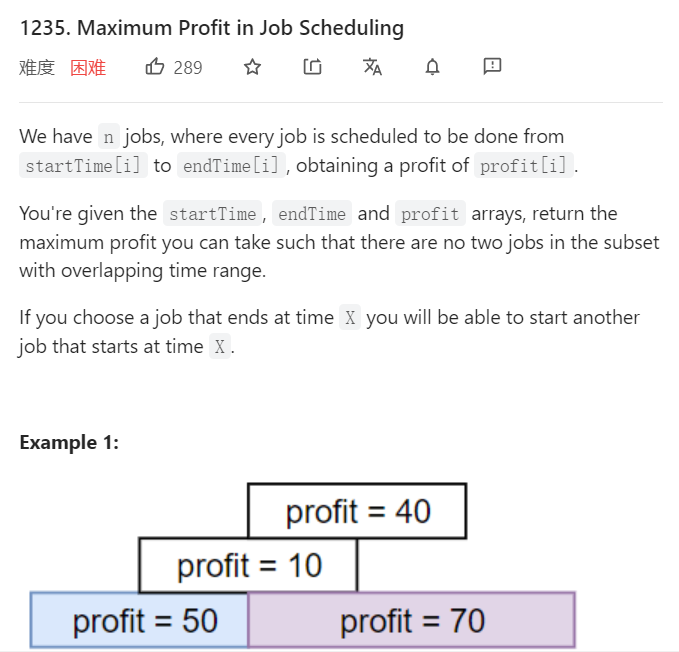 1235. Maximum Profit in Job Scheduling
难度 困难 289
We have n jobs, where every job is scheduled to be done from
startTime[i] to endTime[i], obtaining a profit of profit[i].
You're given the startTime, endTime and profit arrays, return the
maximum profit you can take such that there are no two jobs in the subset
with overlapping time range.
If you choose a job that ends at time X you will be able to start another
job that starts at time X.
Example 1:
profit = 40
profit = 10
profit = 50 profit = 70